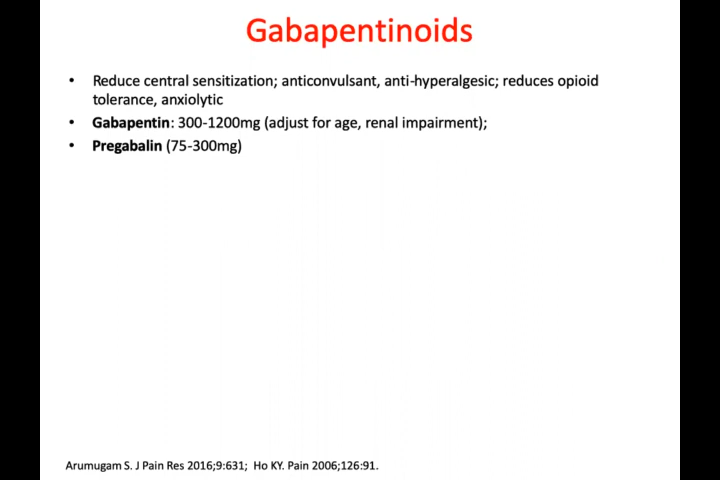 Gabapentinoids
• Reduce central sensitization; anticonvulsant, anti-hyperalgesic; reduces opioid
tolerance, anxiolytic
• Gabapentin: 300-1200mg (adjust for age, renal impairment);
• Pregabalin (75-300mg)
Arumugam S. J Pain Res 2016;9:631; Ho KY. Pain 2006;126:91.